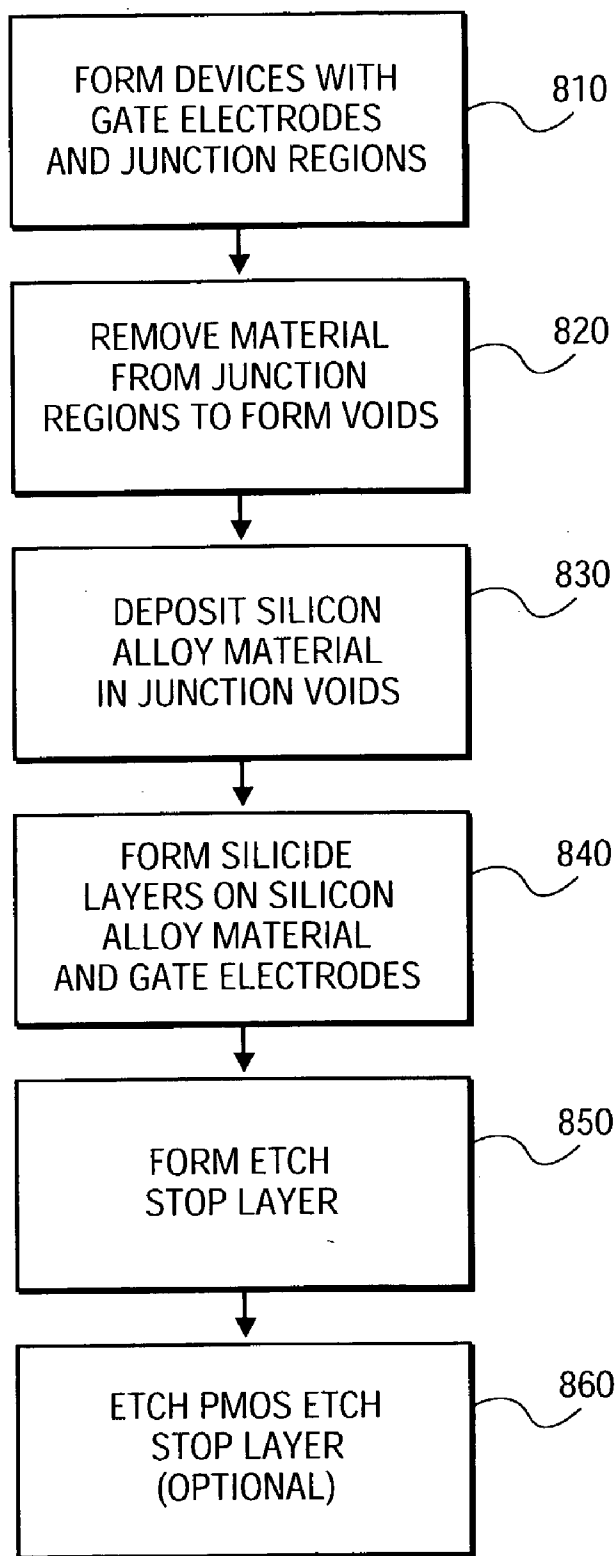 FORM DEVICES WITH
GATE ELECTRODES
AND JUNCTION REGIONS
810
REMOVE MATERIAL
FROM JUNCTION
REGIONS TO FORM VOIDS
820
DEPOSIT SILICON
ALLOY MATERIAL
IN JUNCTION VOIDS
830
FORM SILICIDE
LAYERS ON SILICON
ALLOY MATERIAL
AND GATE ELECTRODES
840
FORM ETCH
STOP LAYER
850
ETCH PMOS ETCH
STOP LAYER
(OPTIONAL)
860